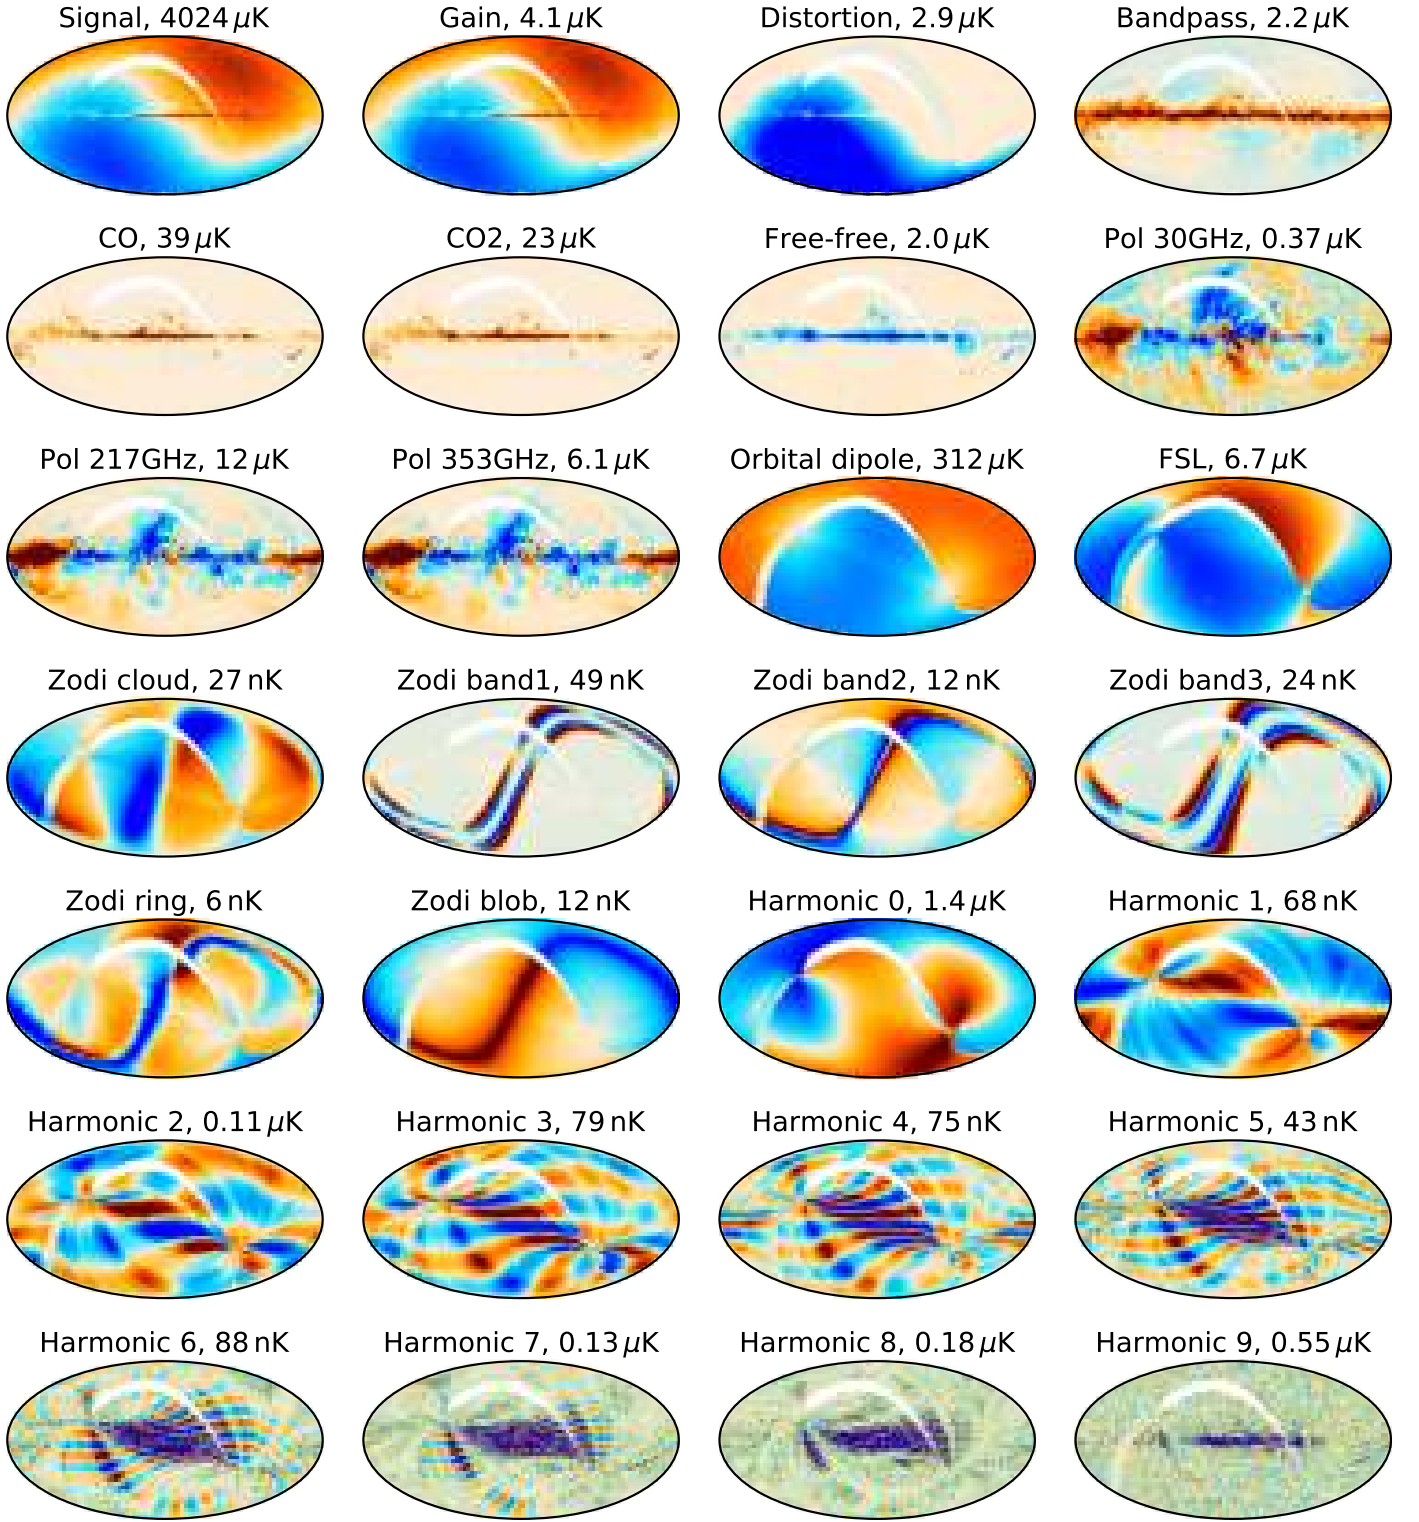 Signal, 4024 μK
Gain, 4.1 μK
Distortion, 2.9 μK
Bandpass, 2.2 μK
CO, 39 μK
CO2, 23 μK
Free-free, 2.0 μK
Pol 30GHz, 0.37 μK
Pol 217GHz, 12 μK
Pol 353GHz, 6.1 μK
Orbital dipole, 312 μK
FSL, 6.7 μK
Zodi cloud, 27 nK
Zodi band1, 49 nK
Zodi band2, 12 nK
Zodi band3, 24 nK
Zodi ring, 6 nK
Zodi blob, 12 nK
Harmonic 0, 1.4 μK
Harmonic 1, 68 nK
Harmonic 2, 0.11 μK
Harmonic 3, 79 nK
Harmonic 4, 75 nK
Harmonic 5, 43 nK
Harmonic 6, 88 nK
Harmonic 7, 0.13 μK
Harmonic 8, 0.18 μK
Harmonic 9, 0.55 μK